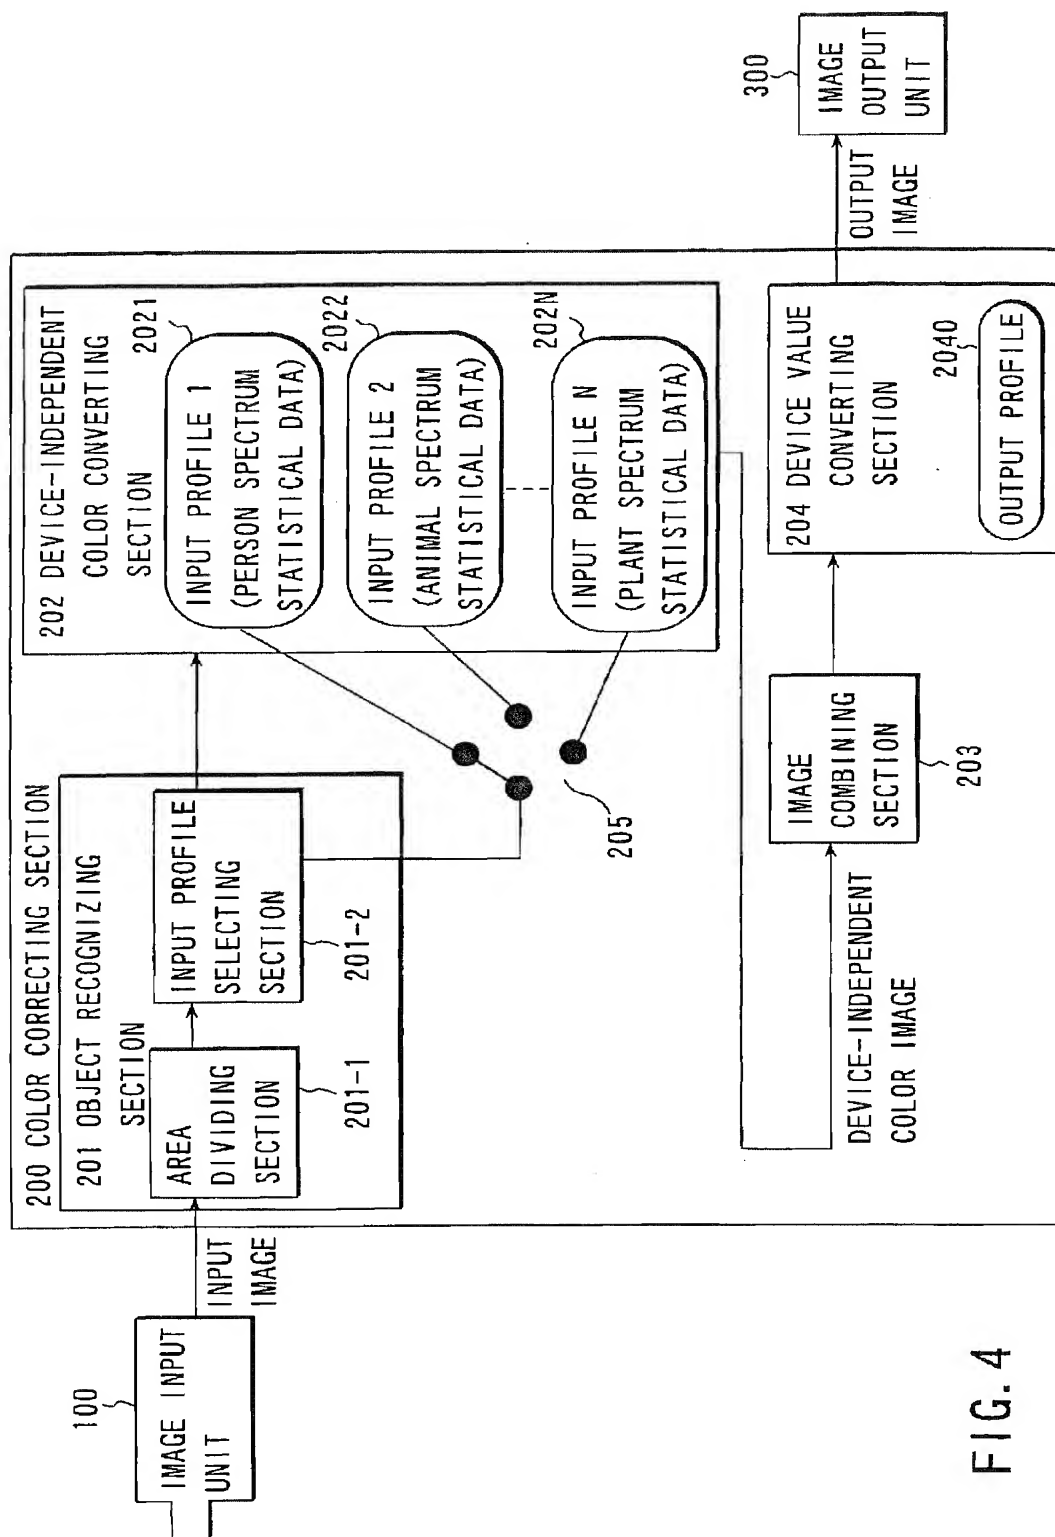 100
IMAGE INPUT
UNIT
INPUT
IMAGE
200 COLOR CORRECTING SECTION
201 OBJECT RECOGNIZING
SECTION
AREA
DIVIDING
SECTION
201-1
INPUT PROFILE
SELECTING
SECTION
201-2
202 DEVICE-INDEPENDENT
COLOR CONVERTING
SECTION
2021
INPUT PROFILE 1
(PERSON SPECTRUM
STATISTICAL DATA)
2022
INPUT PROFILE 2
(ANIMAL SPECTRUM
STATISTICAL DATA)
202N
INPUT PROFILE N
(PLANT SPECTRUM
STATISTICAL DATA)
205
DEVICE-INDEPENDENT
COLOR IMAGE
IMAGE
COMBINING
SECTION
203
204 DEVICE VALUE
CONVERTING
SECTION
2040
OUTPUT PROFILE
OUTPUT
IMAGE
300
IMAGE
OUTPUT
UNIT
FIG. 4